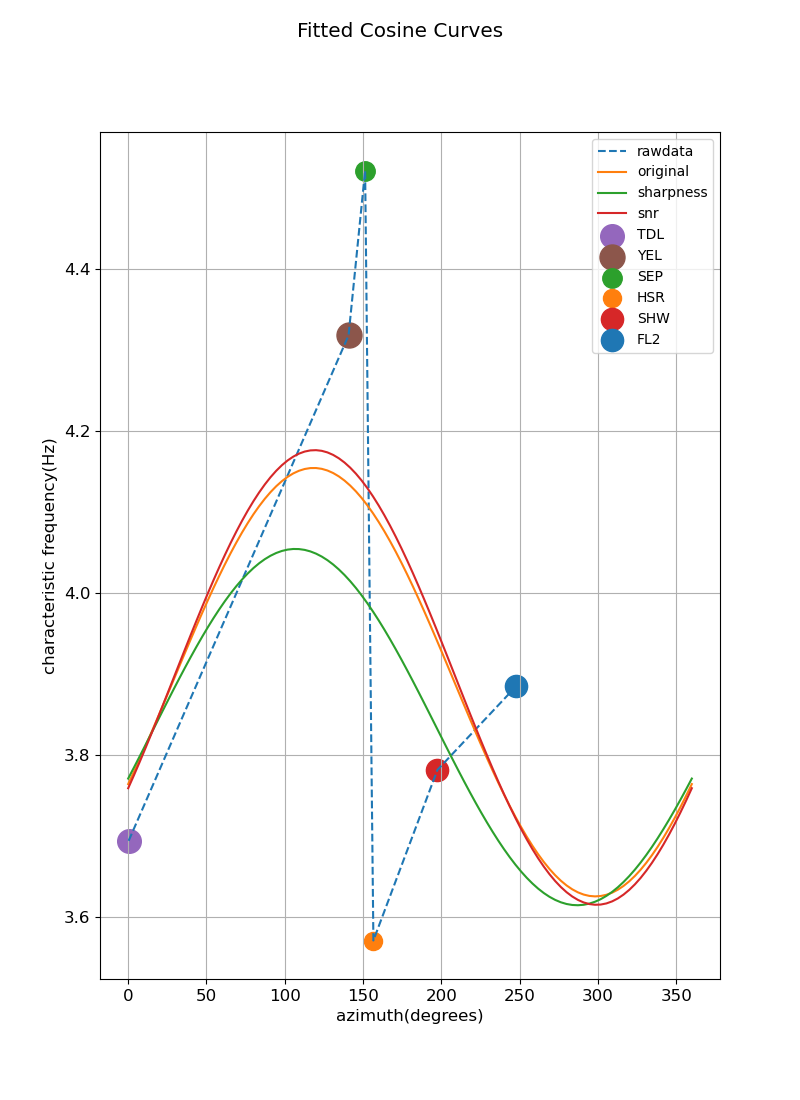 Fitted Cosine Curves
rawdata
original
sharpness
snr
TDL
YEL
SEP
HSR
SHW
FL2
4.4
4.2
4.0
3.8
3.6
characteristic frequency(Hz)
0 50 100 150 200 250 300 350
azimuth(degrees)